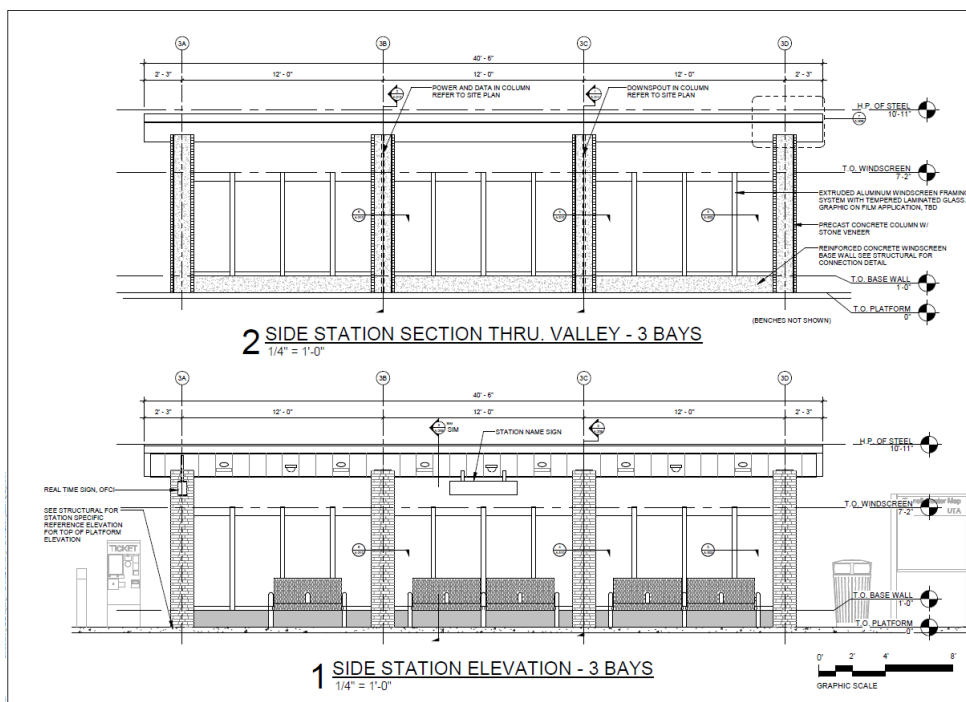 3A
3B
3C
3D
40' - 6"
2' - 3"
12' - 0"
12' - 0"
12' - 0"
2' - 3"
POWER AND DATA IN COLUMN
REFER TO SITE PLAN
DOWNSPOUT IN COLUMN
REFER TO SITE PLAN
H.P. OF STEEL
10'-11"
T.O. WINDSCREEN
7'-2"
EXTRUDED ALUMINUM WINDSCREEN FRAMING
SYSTEM WITH TEMPERED LAMINATED GLASS.
GRAPHIC ON FILM APPLICATION, TBD
PRECAST CONCRETE COLUMN W/
STONE VENEER
REINFORCED CONCRETE WINDSCREEN
BASE WALL SEE STRUCTURAL FOR
CONNECTION DETAIL
T.O. BASE WALL
1'-0"
T.O. PLATFORM
0"
(BENCHES NOT SHOWN)
2 SIDE STATION SECTION THRU. VALLEY - 3 BAYS
1/4" = 1'-0"
3A
3B
3C
3D
40' - 6"
2' - 3"
12' - 0"
12' - 0"
12' - 0"
2' - 3"
SIM
STATION NAME SIGN
H.P. OF STEEL
10'-11"
REAL TIME SIGN, OFCI
SEE STRUCTURAL FOR
STATION SPECIFIC
REFERENCE ELEVATION
FOR TOP OF PLATFORM
ELEVATION
TICKET
T.O. WINDSCREEN
7'-2"
Map
UTA
T.O. BASE WALL
1'-0"
T.O. PLATFORM
0"
1 SIDE STATION ELEVATION - 3 BAYS
1/4" = 1'-0"
0' 2' 4' 8'
GRAPHIC SCALE